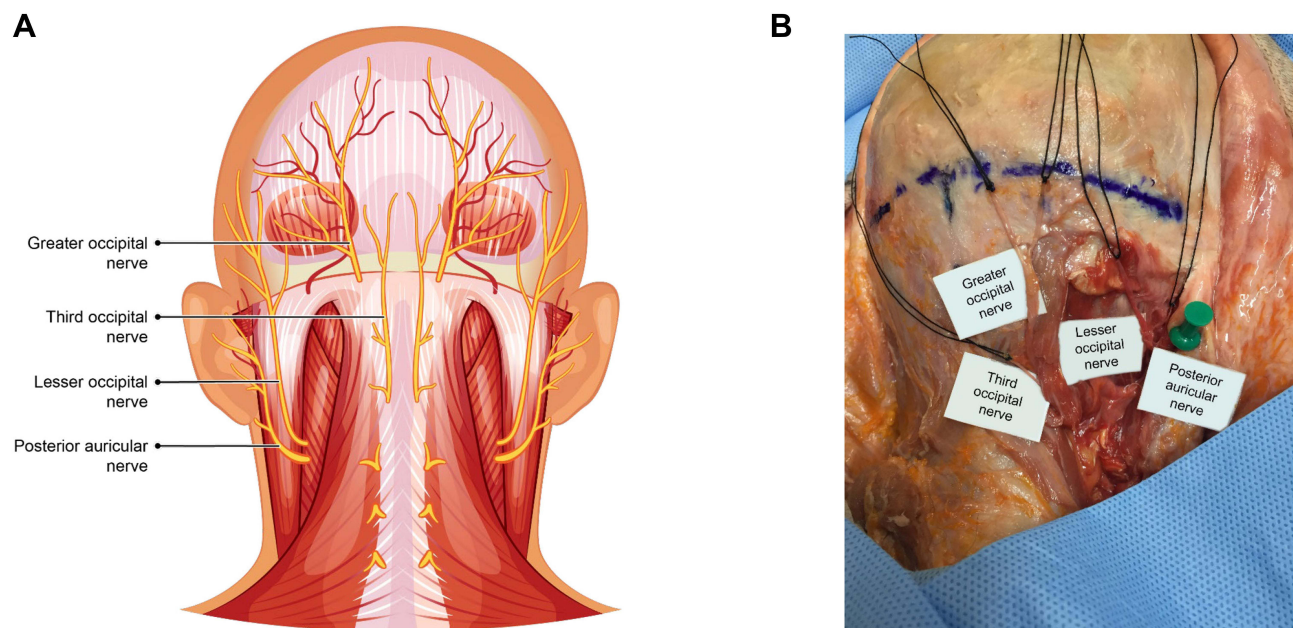 A
B
Greater occipital
nerve
Third occipital
nerve
Lesser occipital
nerve
Posterior auricular
nerve
Greater
occipital
nerve
Third
occipital
nerve
Lesser
occipital
nerve
Posterior
auricular
nerve